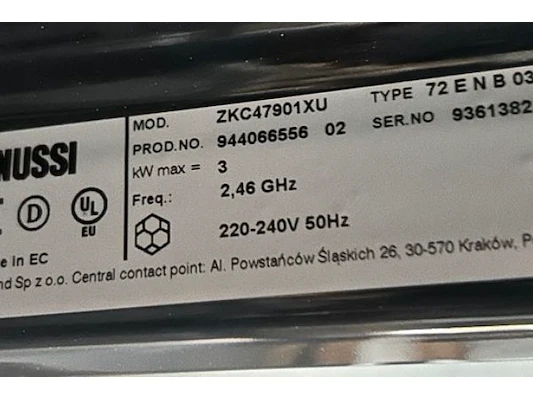 NUSSI
MOD. ZKC47901XU TYPE 72 E N B 03
PROD.NO. 944066556 02 SER.NO 9361382
kW max = 3
Freq.: 2,46 GHz
220-240V 50Hz
D
UL
EU
e in EC
nd Sp z o.o. Central contact point: Al. Powstańców Śląskich 26, 30-570 Kraków, P